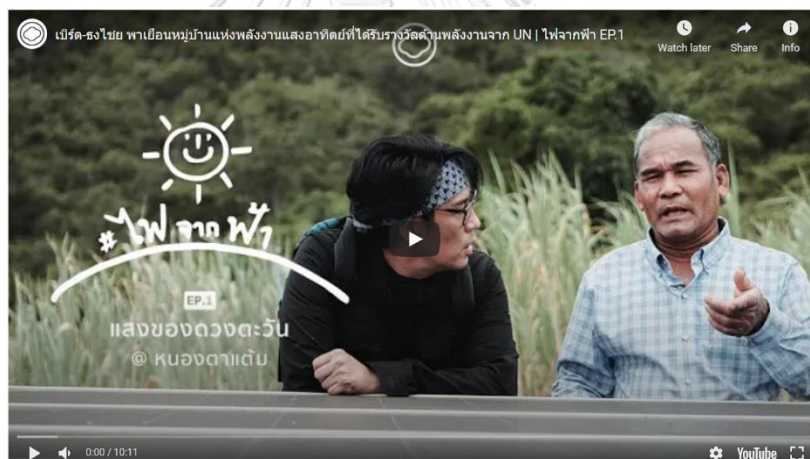 เบิร์ด-ธงไชย พาเยือนหมู่บ้านแห่งพลังงานแสงอาทิตย์ที่ได้รับรางวัลด้านพลังงานจาก UN | ไฟจากฟ้า EP.1
Watch later Share Info
#ไฟจากฟ้า
EP.1
แสงของดวงตะวัน
@ หนองตาแต้ม
0:00 / 10:11
YouTube